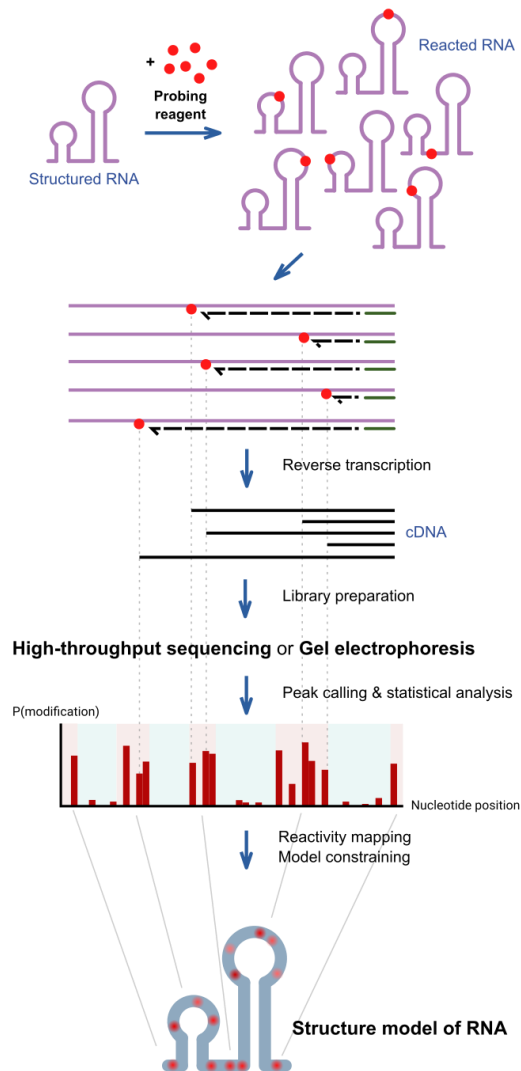 +
Probing
reagent
Reacted RNA
Structured RNA
Reverse transcription
cDNA
Library preparation
High-throughput sequencing or Gel electrophoresis
Peak calling & statistical analysis
P(modification)
Nucleotide position
Reactivity mapping
Model constraining
Structure model of RNA